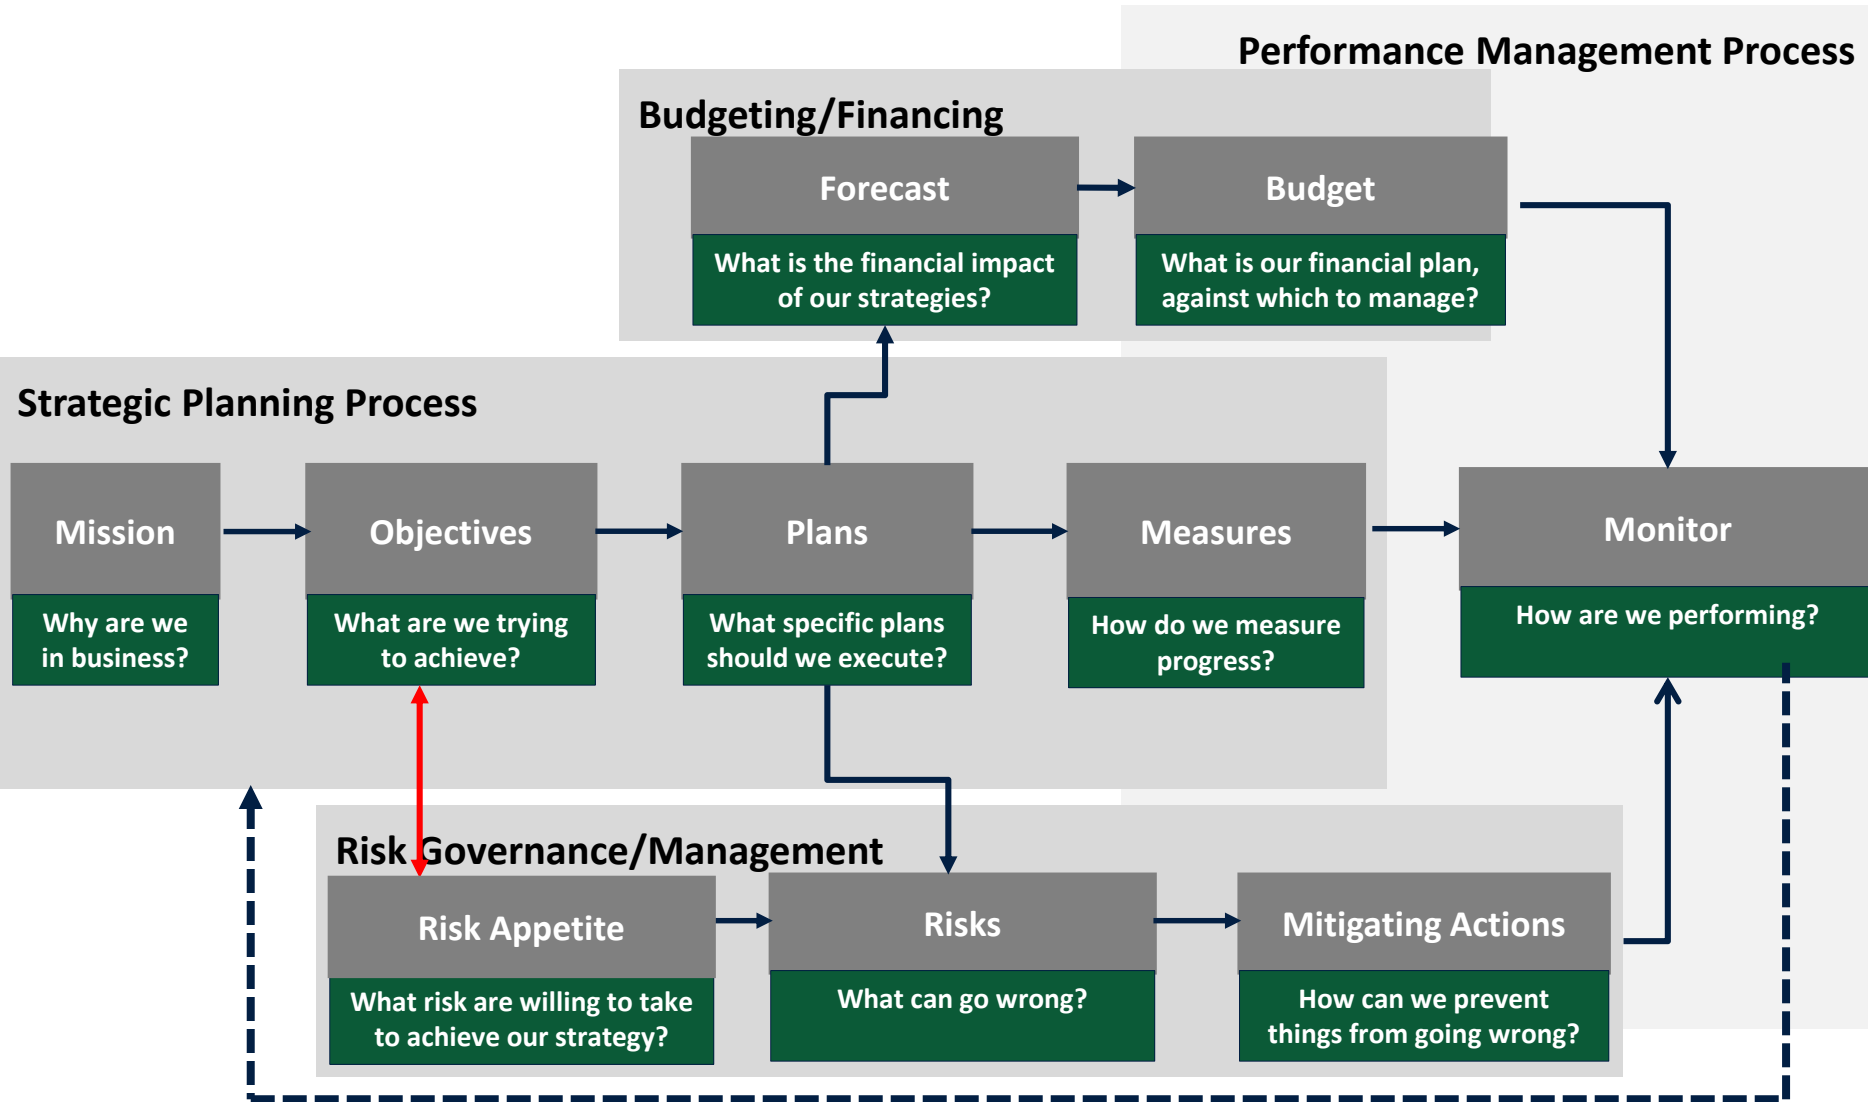 Performance Management Process
Budgeting/Financing
Forecast
What is the financial impact
of our strategies?
Budget
What is our financial plan,
against which to manage?
Strategic Planning Process
Mission
Why are we
in business?
Objectives
What are we trying
to achieve?
Plans
What specific plans
should we execute?
Measures
How do we measure
progress?
Monitor
How are we performing?
Risk Governance/Management
Risk Appetite
What risk are willing to take
to achieve our strategy?
Risks
What can go wrong?
Mitigating Actions
How can we prevent
things from going wrong?